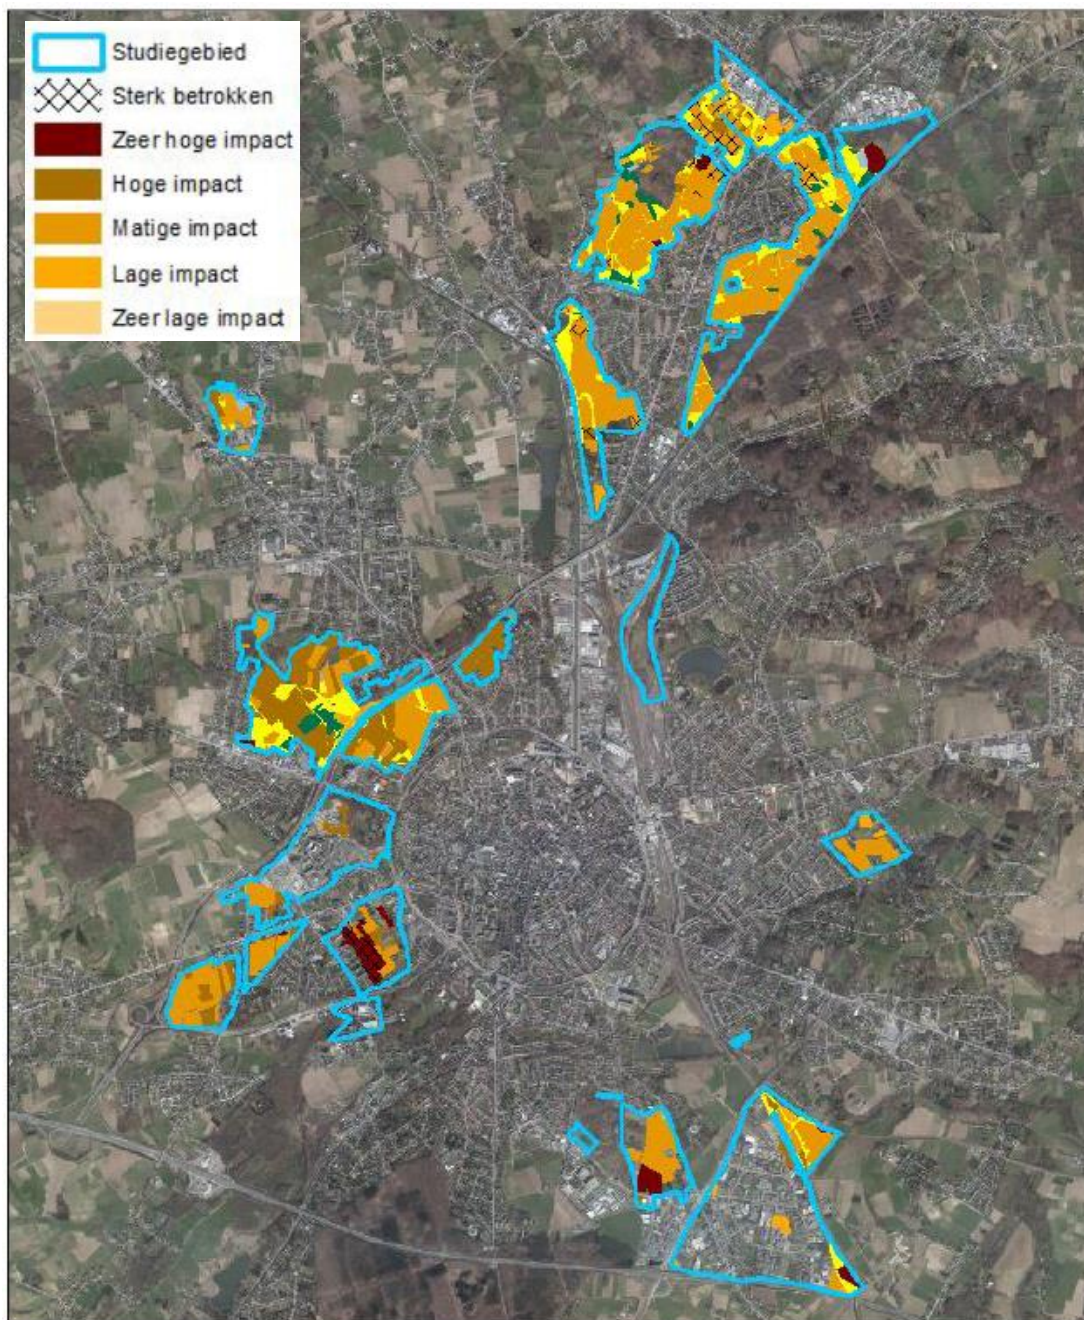 Studiegebied
Sterk betrokken
Zeer hoge impact
Hoge impact
Matige impact
Lage impact
Zeer lage impact